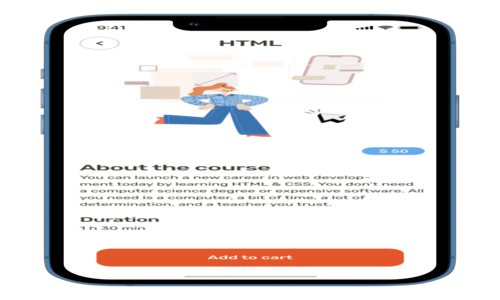 9:41
HTML
$ 50
About the course
You can launch a new career in web develop-
ment today by learning HTML & CSS. You don't need
a computer science degree or expensive software. All
you need is a computer, a bit of time, a lot of
determination, and a teacher you trust.
Duration
1 h 30 min
Add to cart